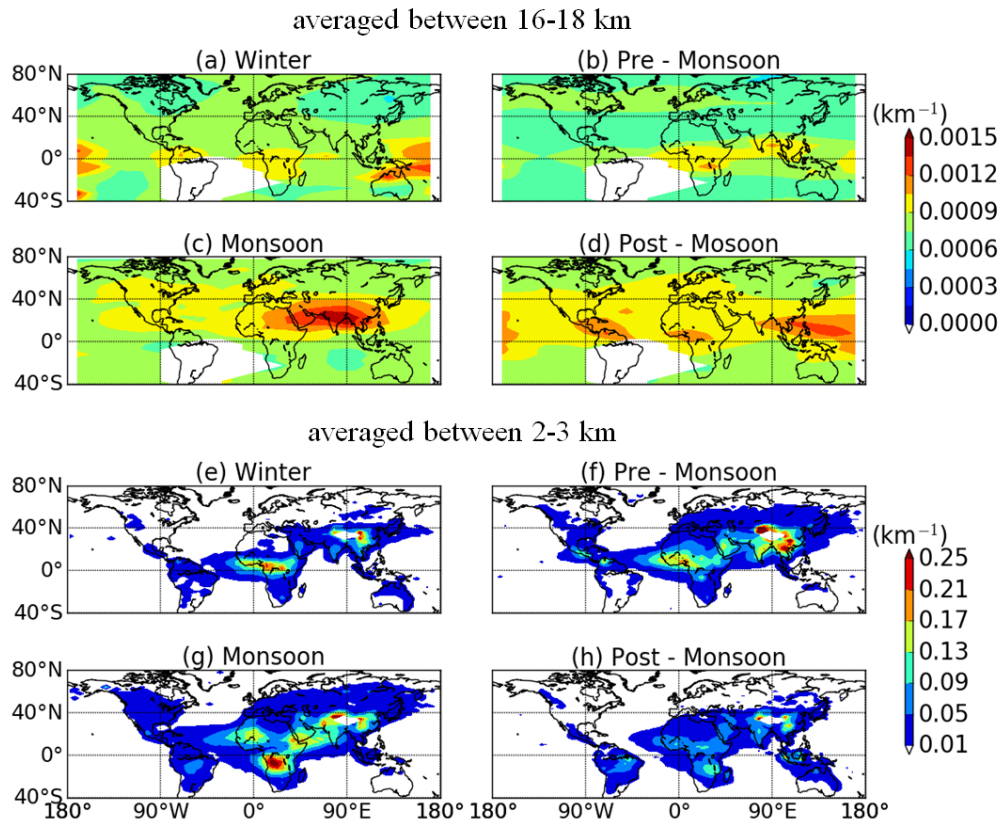 averaged between 16-18 km
(a) Winter
(b) Pre - Monsoon
80°N
40°N
0°
40°S
(km⁻¹)
0.0015
0.0012
0.0009
0.0006
0.0003
0.0000
(c) Monsoon
(d) Post - Mosoon
80°N
40°N
0°
40°S
averaged between 2-3 km
(e) Winter
(f) Pre - Monsoon
80°N
40°N
0°
40°S
(km⁻¹)
0.25
0.21
0.17
0.13
0.09
0.05
0.01
(g) Monsoon
(h) Post - Monsoon
80°N
40°N
0°
40°S
180° 90°W 0° 90°E 180° 90°W 0° 90°E 180°